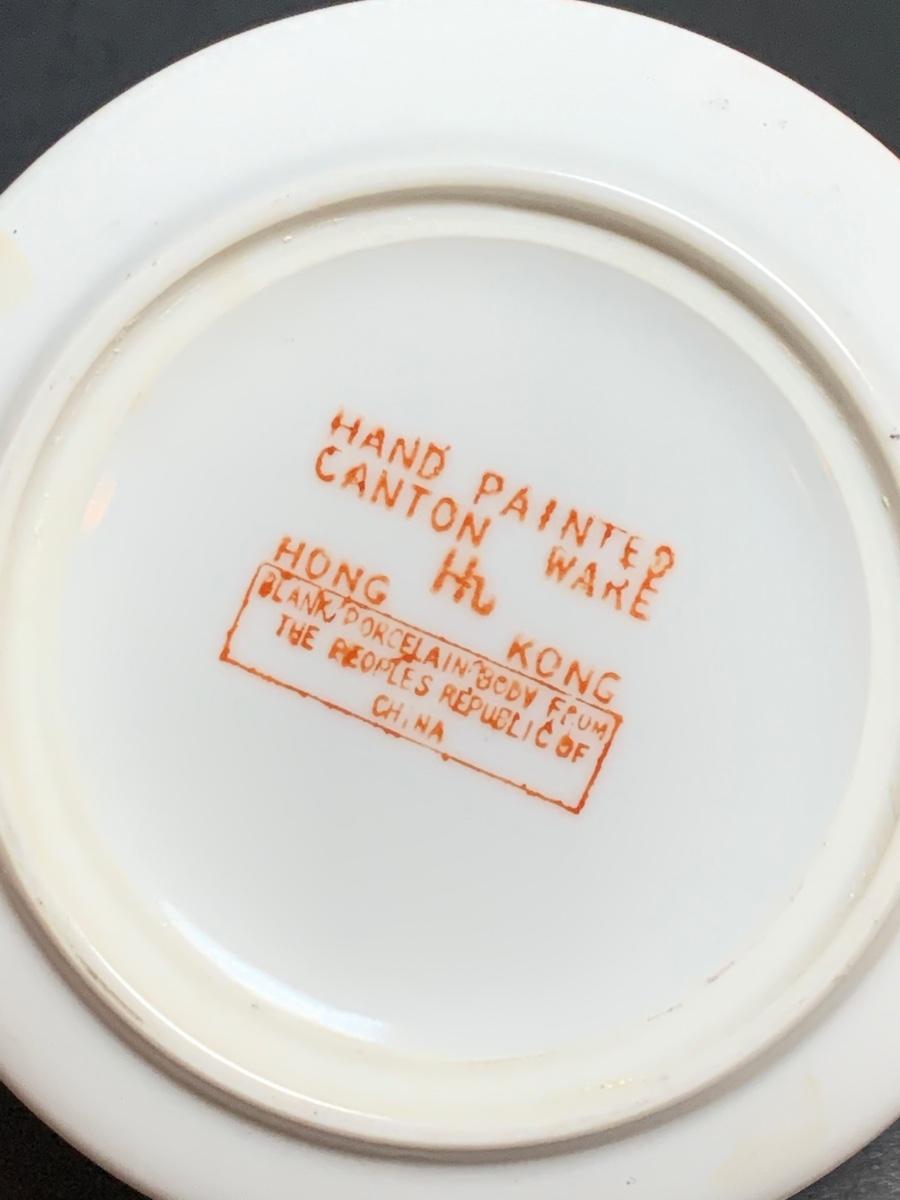 HAND PAINTED
CANTON WARE
HONG KONG
BLANK PORCELAIN BODY FROM
THE PEOPLES REPUBLIC OF
CHINA